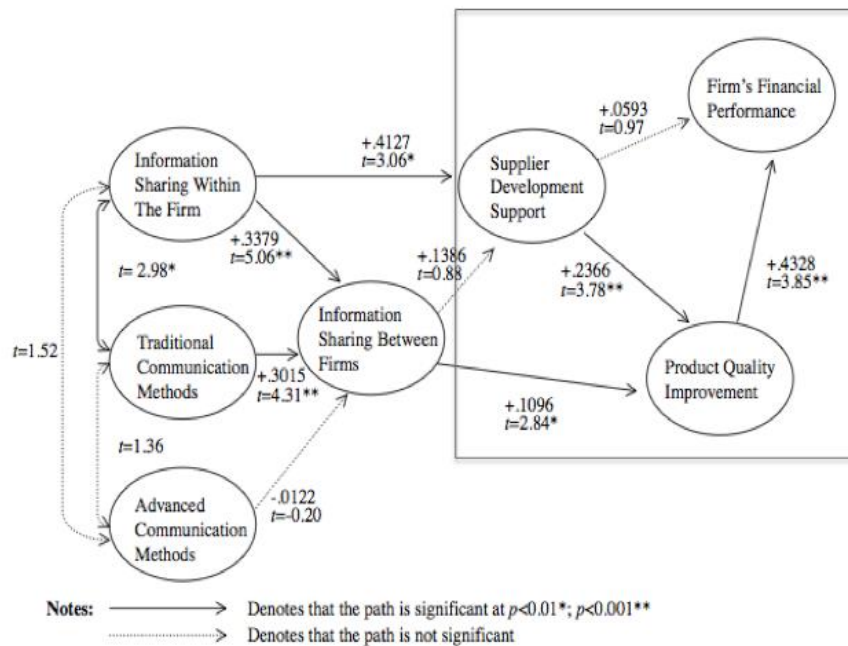 Firm's Financial
Performance
+.0593
t=0.97
+.4127
t=3.06*
Supplier
Development
Support
Information
Sharing Within
The Firm
+.3379
t=5.06**
+.1386
t=0.88
+.2366
t=3.78**
+.4328
t=3.85**
t= 2.98*
Information
Sharing Between
Firms
t=1.52
Traditional
Communication
Methods
+.3015
t=4.31**
Product Quality
Improvement
+.1096
t=2.84*
t=1.36
-.0122
t=-0.20
Advanced
Communication
Methods
Notes:
Denotes that the path is significant at p<0.01*; p<0.001**
Denotes that the path is not significant